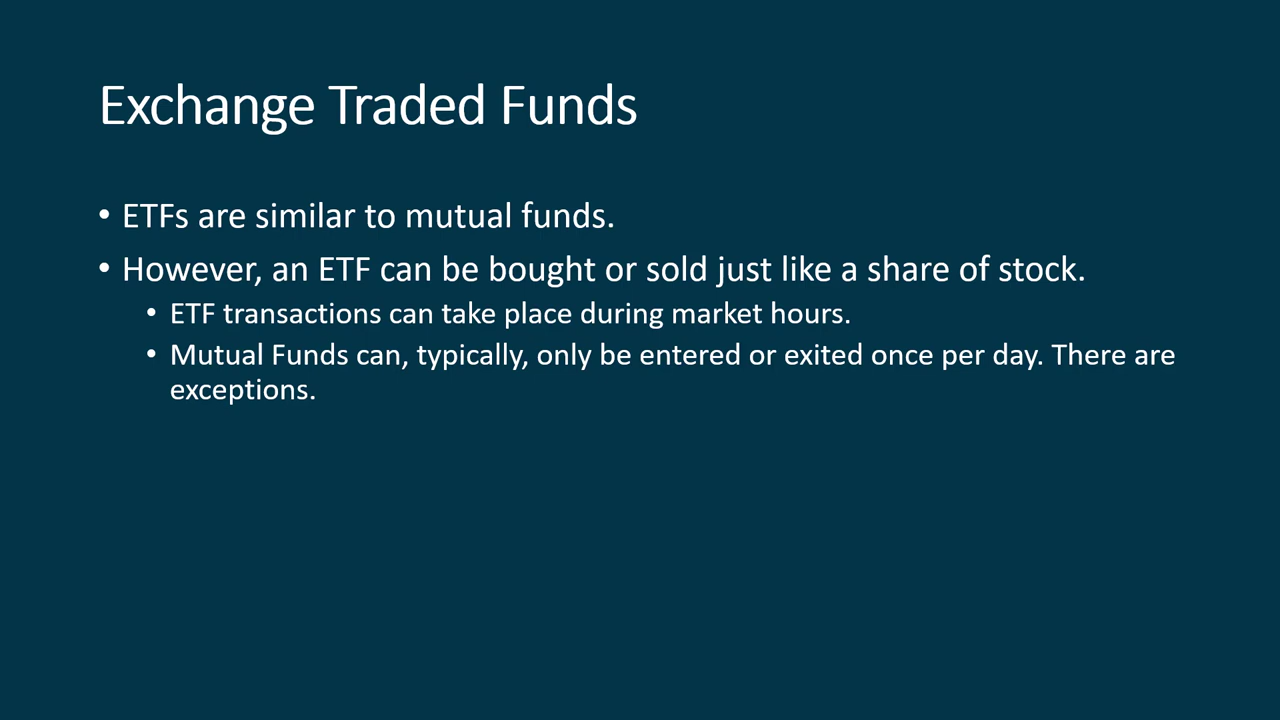 Exchange Traded Funds
• ETFs are similar to mutual funds.
• However, an ETF can be bought or sold just like a share of stock.
• ETF transactions can take place during market hours.
• Mutual Funds can, typically, only be entered or exited once per day. There are
exceptions.